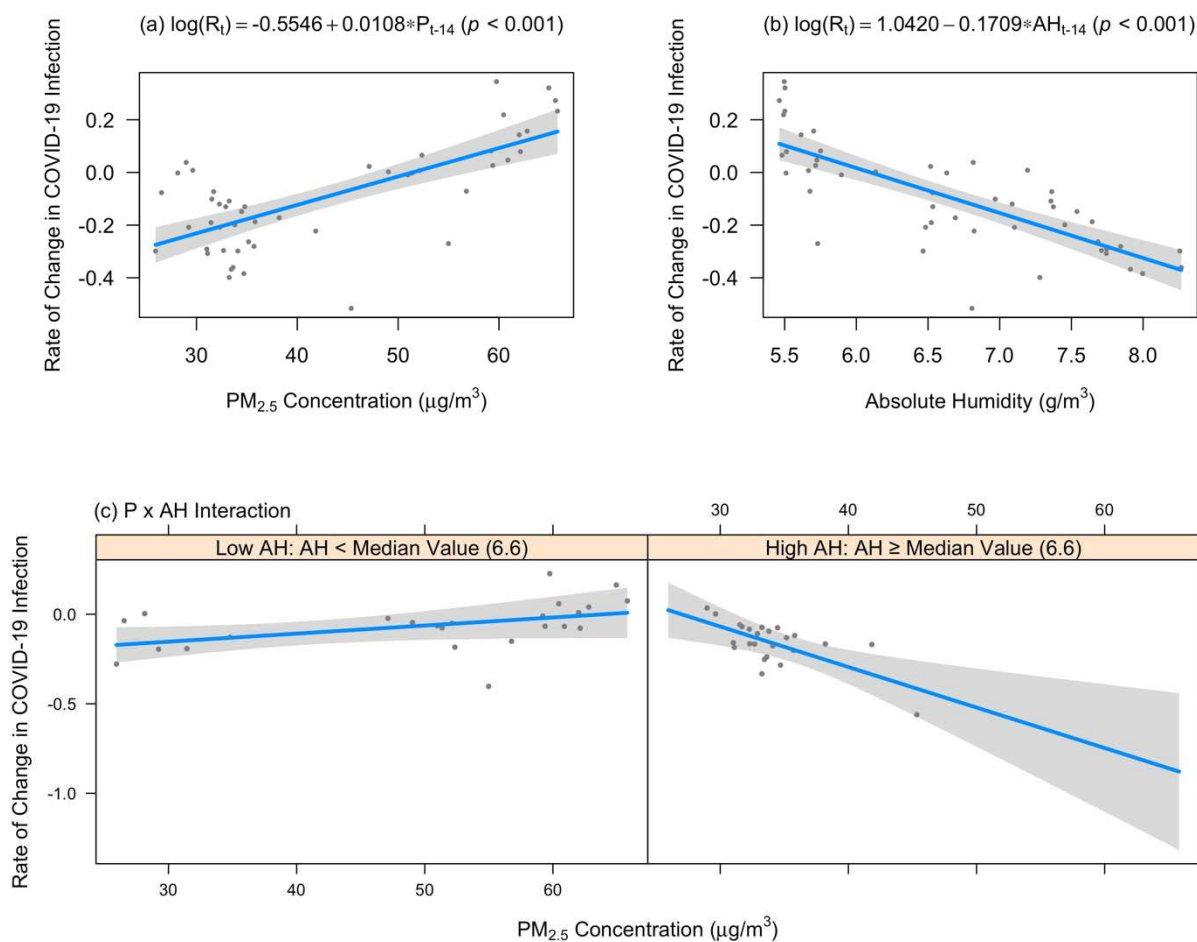 (a) log(Rₜ) = -0.5546 + 0.0108*Pₜ₋₁₄ (p < 0.001)
Rate of Change in COVID-19 Infection
0.2
0.0
-0.2
-0.4
30 40 50 60
PM₂.₅ Concentration (μg/m³)
(b) log(Rₜ) = 1.0420 − 0.1709*AHₜ₋₁₄ (p < 0.001)
Rate of Change in COVID-19 Infection
0.2
0.0
-0.2
-0.4
5.5 6.0 6.5 7.0 7.5 8.0
Absolute Humidity (g/m³)
(c) P x AH Interaction
30 40 50 60
Low AH: AH < Median Value (6.6)
High AH: AH ≥ Median Value (6.6)
Rate of Change in COVID-19 Infection
0.0
-0.5
-1.0
30 40 50 60
PM₂.₅ Concentration (μg/m³)